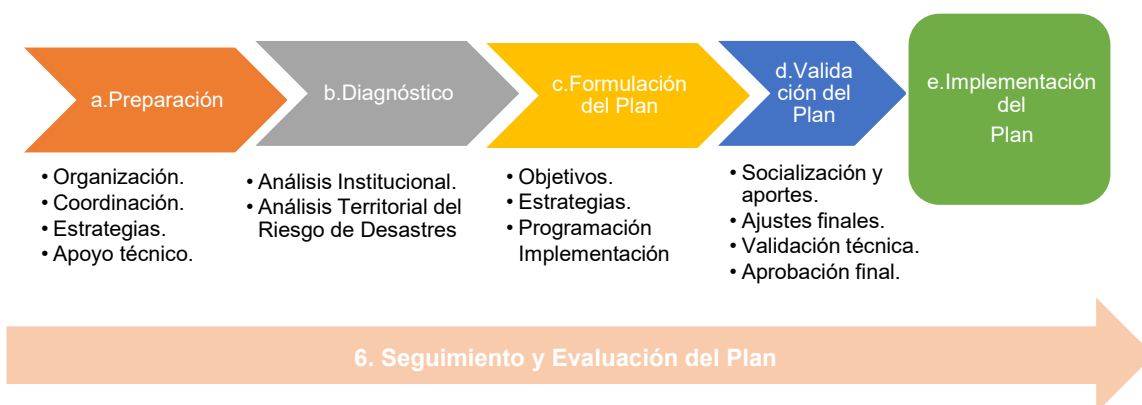 a.Preparación
• Organización.
• Coordinación.
• Estrategias.
• Apoyo técnico.
b.Diagnóstico
• Análisis Institucional.
• Análisis Territorial del
Riesgo de Desastres
c.Formulación
del Plan
• Objetivos.
• Estrategias.
• Programación
Implementación
d.Valida
ción del
Plan
• Socialización y
aportes.
• Ajustes finales.
• Validación técnica.
• Aprobación final.
e.Implementación
del
Plan
6. Seguimiento y Evaluación del Plan